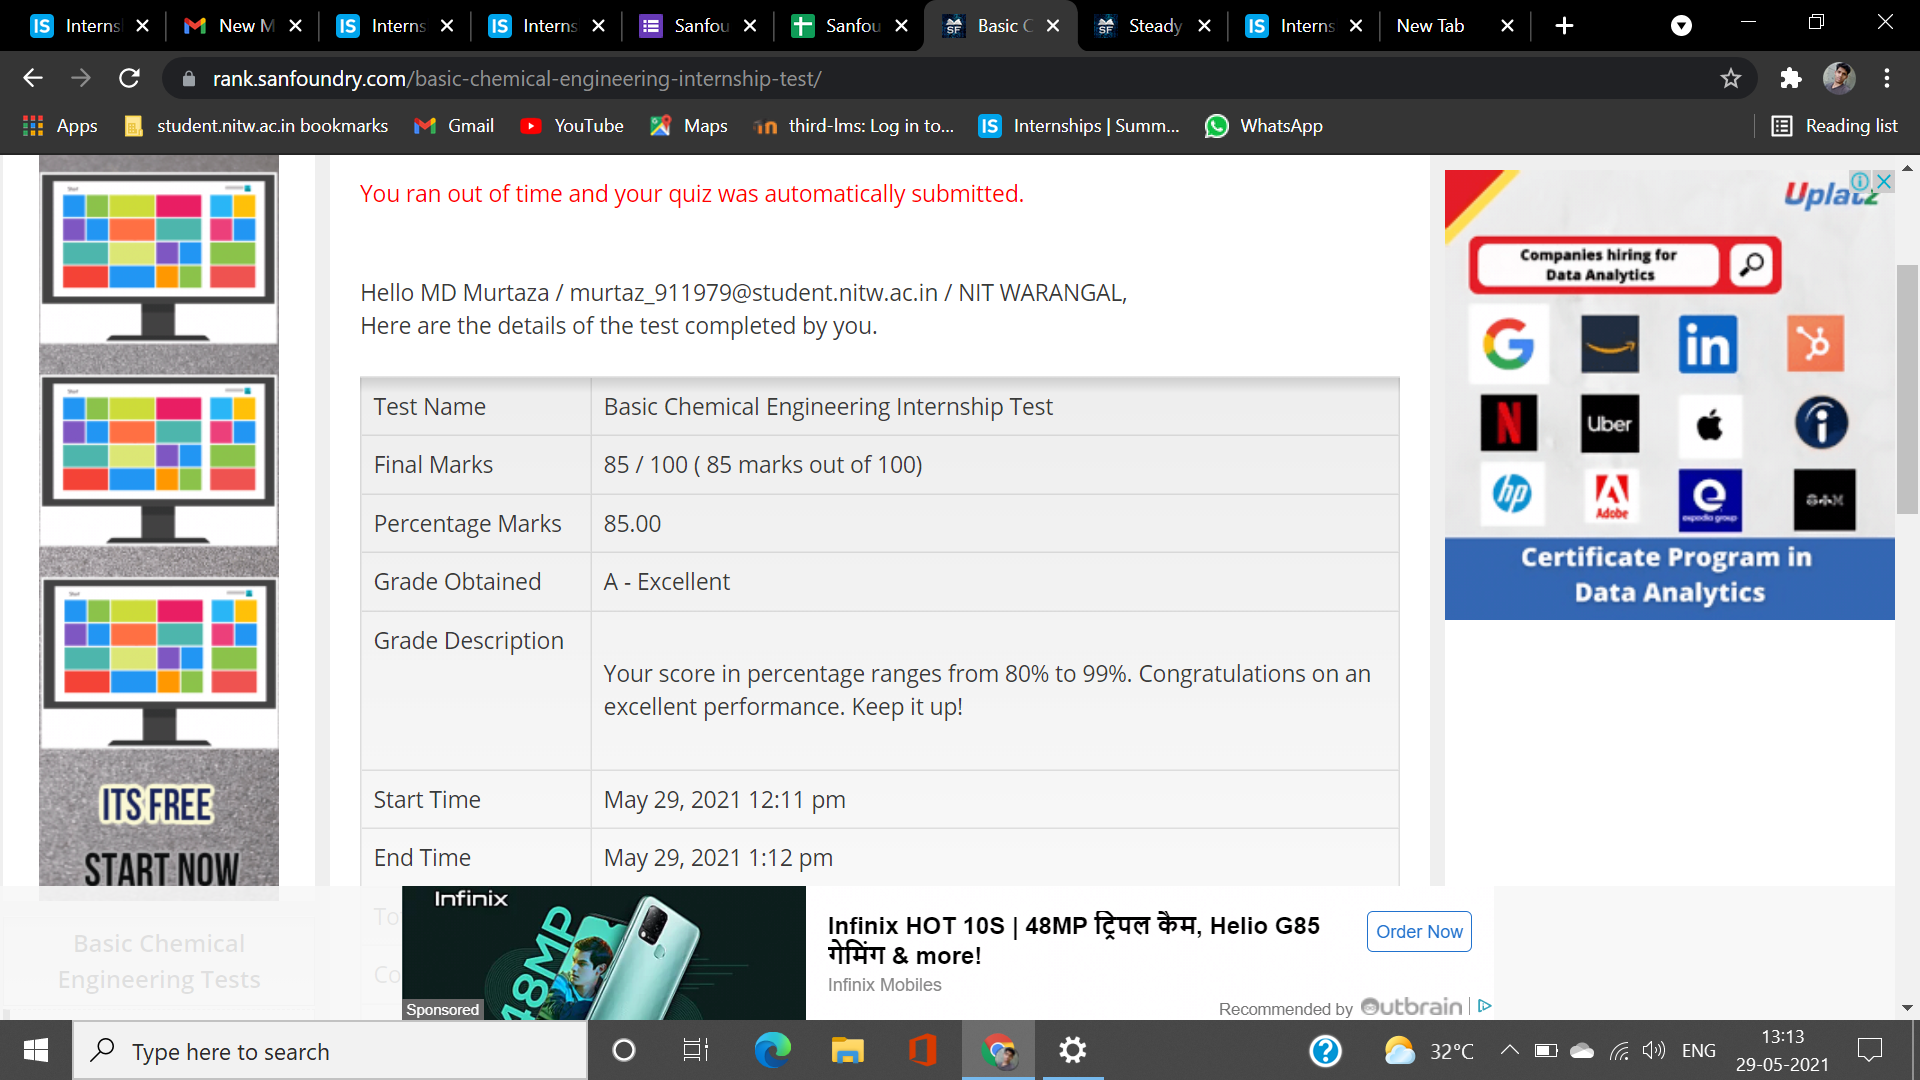 Interns
New M
Interns
Interns
Sanfou
Sanfou
Basic C
Steady
Interns
New Tab
rank.sanfoundry.com/basic-chemical-engineering-internship-test/
Apps
student.nitw.ac.in bookmarks
Gmail
YouTube
Maps
third-lms: Log in to...
Internships | Summ...
WhatsApp
Reading list
You ran out of time and your quiz was automatically submitted.
Hello MD Murtaza / murtaz_911979@student.nitw.ac.in / NIT WARANGAL,
Here are the details of the test completed by you.
Test Name Basic Chemical Engineering Internship Test
Final Marks 85 / 100 ( 85 marks out of 100)
Percentage Marks 85.00
Grade Obtained A - Excellent
Grade Description
Your score in percentage ranges from 80% to 99%. Congratulations on an
excellent performance. Keep it up!
Start Time May 29, 2021 12:11 pm
End Time May 29, 2021 1:12 pm
To
Co
ITS FREE
START NOW
Basic Chemical
Engineering Tests
Uplatz
Companies hiring for
Data Analytics
in
N
Uber
hp
Adobe
expedia group
Certificate Program in
Data Analytics
Infinix
48MP
Sponsored
Infinix HOT 10S | 48MP ट्रिपल कैम, Helio G85
गेमिंग & more!
Infinix Mobiles
Order Now
Recommended by Outbrain
Type here to search
32°C
ENG
13:13
29-05-2021